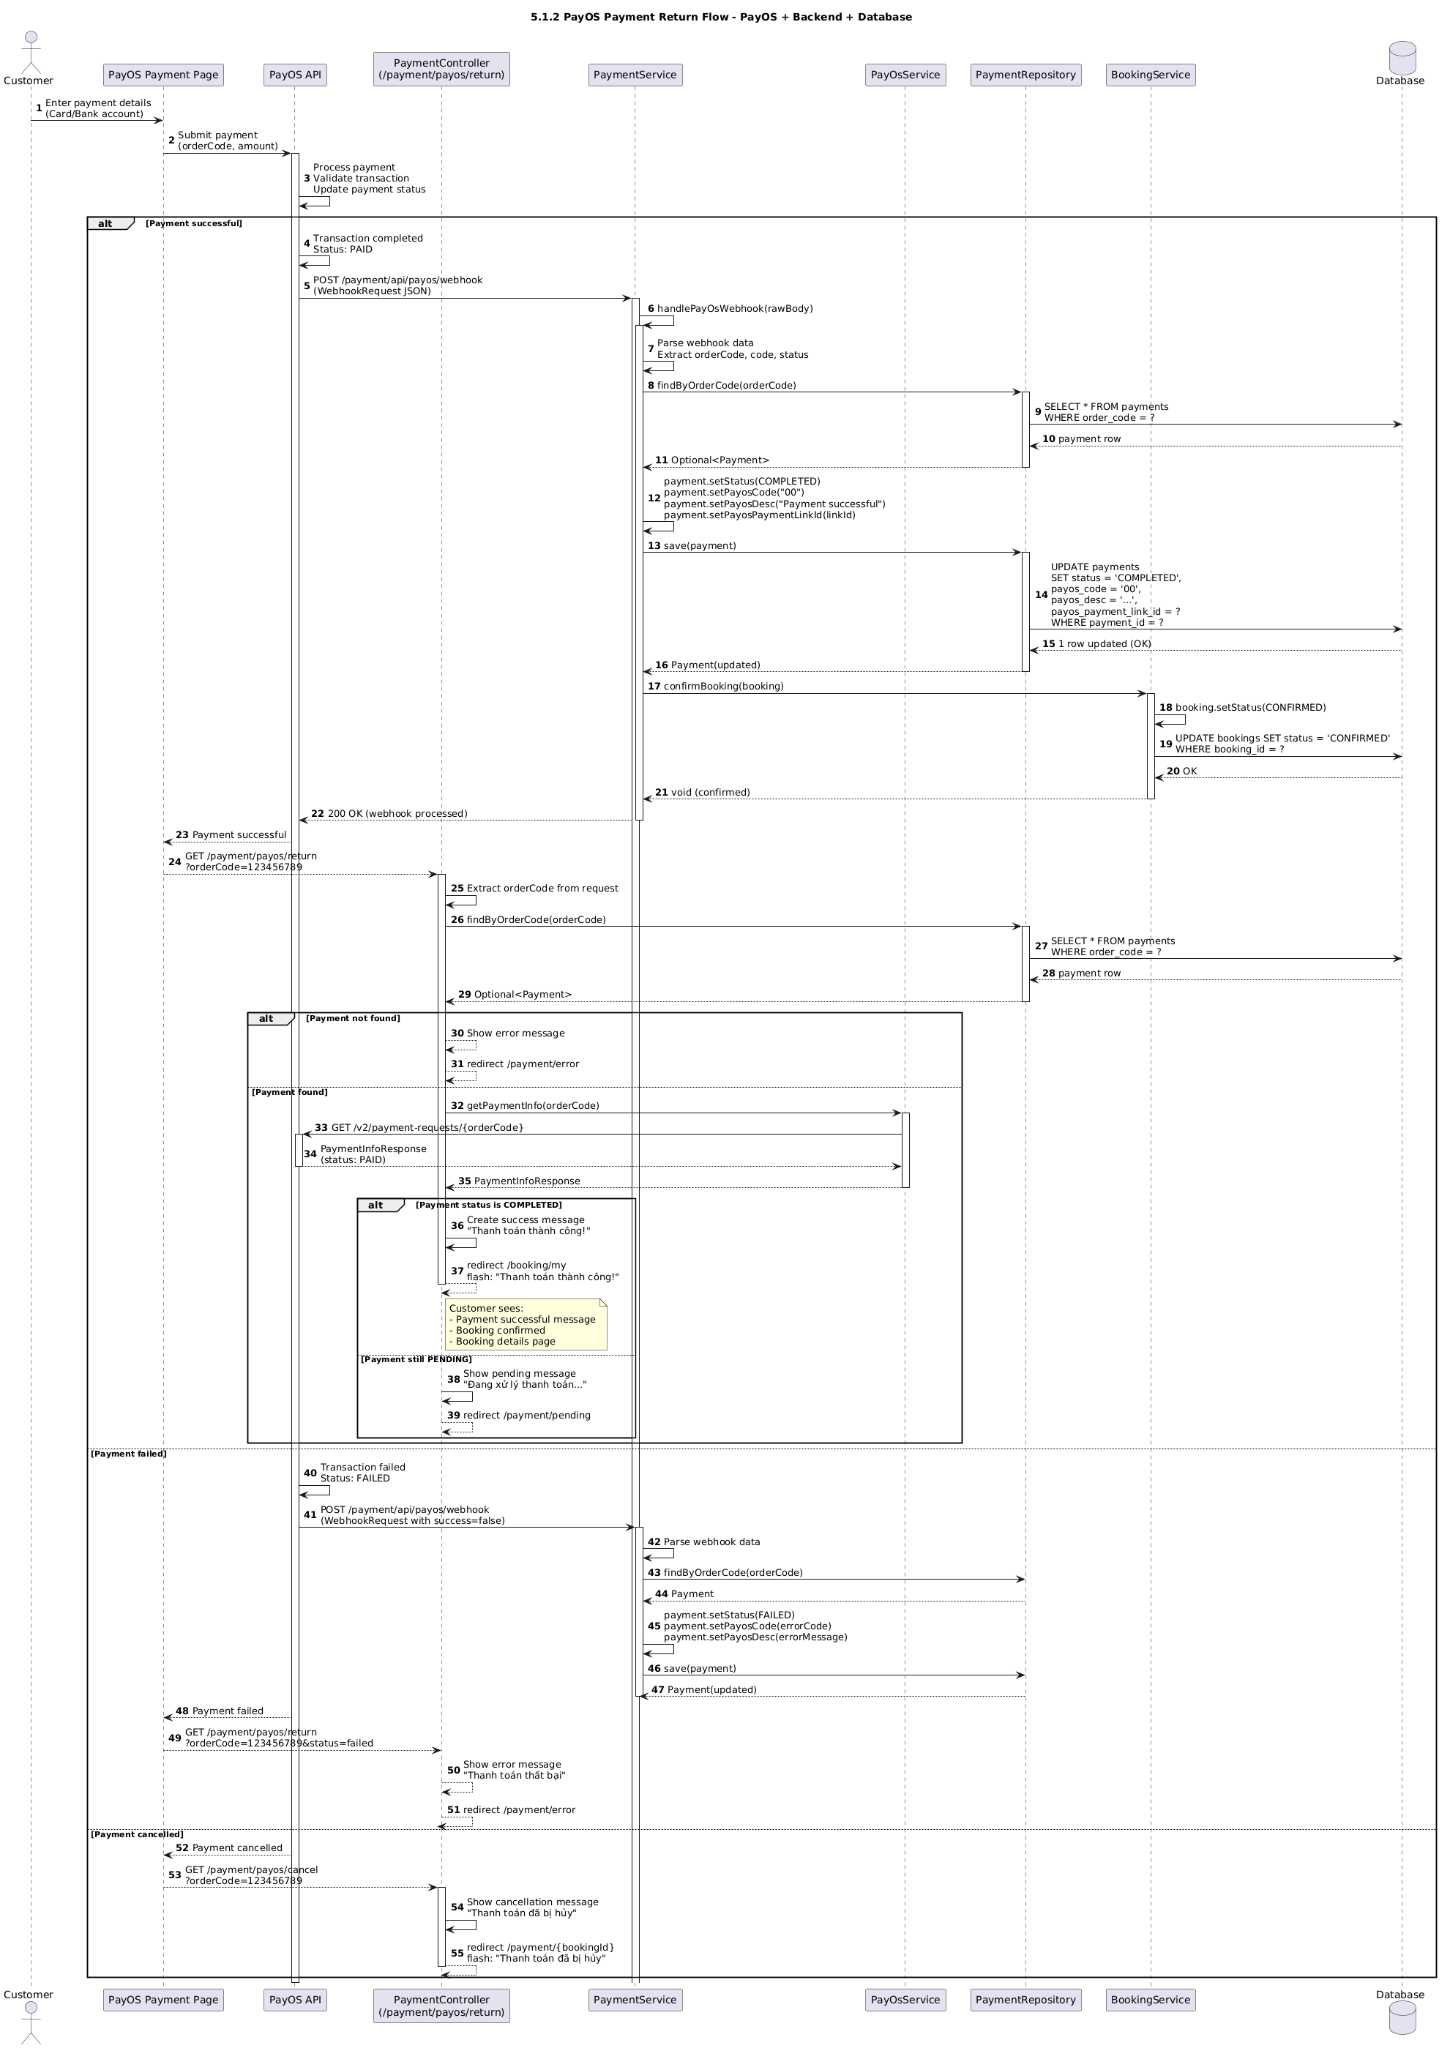 5.1.2 PayOS Payment Return Flow - PayOS + Backend + Database
Customer
PayOS Payment Page
PayOS API
PaymentController
(/payment/payos/return)
PaymentService
PayOsService
PaymentRepository
BookingService
Database
1 Enter payment details
(Card/Bank account)
2 Submit payment
(orderCode, amount)
3 Process payment
Validate transaction
Update payment status
alt [Payment successful]
4 Transaction completed
Status: PAID
5 POST /payment/api/payos/webhook
(WebhookRequest JSON)
6 handlePayOsWebhook(rawBody)
7 Parse webhook data
Extract orderCode, code, status
8 findByOrderCode(orderCode)
9 SELECT * FROM payments
WHERE order_code = ?
10 payment row
11 Optional<Payment>
12 payment.setStatus(COMPLETED)
payment.setPayosCode("00")
payment.setPayosDesc("Payment successful")
payment.setPayosPaymentLinkId(linkId)
13 save(payment)
14 UPDATE payments
SET status = 'COMPLETED',
payos_code = '00',
payos_desc = '...',
payos_payment_link_id = ?
WHERE payment_id = ?
15 1 row updated (OK)
16 Payment(updated)
17 confirmBooking(booking)
18 booking.setStatus(CONFIRMED)
19 UPDATE bookings SET status = 'CONFIRMED'
WHERE booking_id = ?
20 OK
21 void (confirmed)
22 200 OK (webhook processed)
23 Payment successful
24 GET /payment/payos/return
?orderCode=123456789
25 Extract orderCode from request
26 findByOrderCode(orderCode)
27 SELECT * FROM payments
WHERE order_code = ?
28 payment row
29 Optional<Payment>
alt [Payment not found]
30 Show error message
31 redirect /payment/error
[Payment found]
32 getPaymentInfo(orderCode)
33 GET /v2/payment-requests/{orderCode}
34 PaymentInfoResponse
(status: PAID)
35 PaymentInfoResponse
alt [Payment status is COMPLETED]
36 Create success message
"Thanh toán thành công!"
37 redirect /booking/my
flash: "Thanh toán thành công!"
Customer sees:
- Payment successful message
- Booking confirmed
- Booking details page
[Payment still PENDING]
38 Show pending message
"Đang xử lý thanh toán..."
39 redirect /payment/pending
[Payment failed]
40 Transaction failed
Status: FAILED
41 POST /payment/api/payos/webhook
(WebhookRequest with success=false)
42 Parse webhook data
43 findByOrderCode(orderCode)
44 Payment
45 payment.setStatus(FAILED)
payment.setPayosCode(errorCode)
payment.setPayosDesc(errorMessage)
46 save(payment)
47 Payment(updated)
48 Payment failed
49 GET /payment/payos/return
?orderCode=123456789&status=failed
50 Show error message
"Thanh toán thất bại"
51 redirect /payment/error
[Payment cancelled]
52 Payment cancelled
53 GET /payment/payos/cancel
?orderCode=123456789
54 Show cancellation message
"Thanh toán đã bị hủy"
55 redirect /payment/{bookingId}
flash: "Thanh toán đã bị hủy"
Customer
PayOS Payment Page
PayOS API
PaymentController
(/payment/payos/return)
PaymentService
PayOsService
PaymentRepository
BookingService
Database